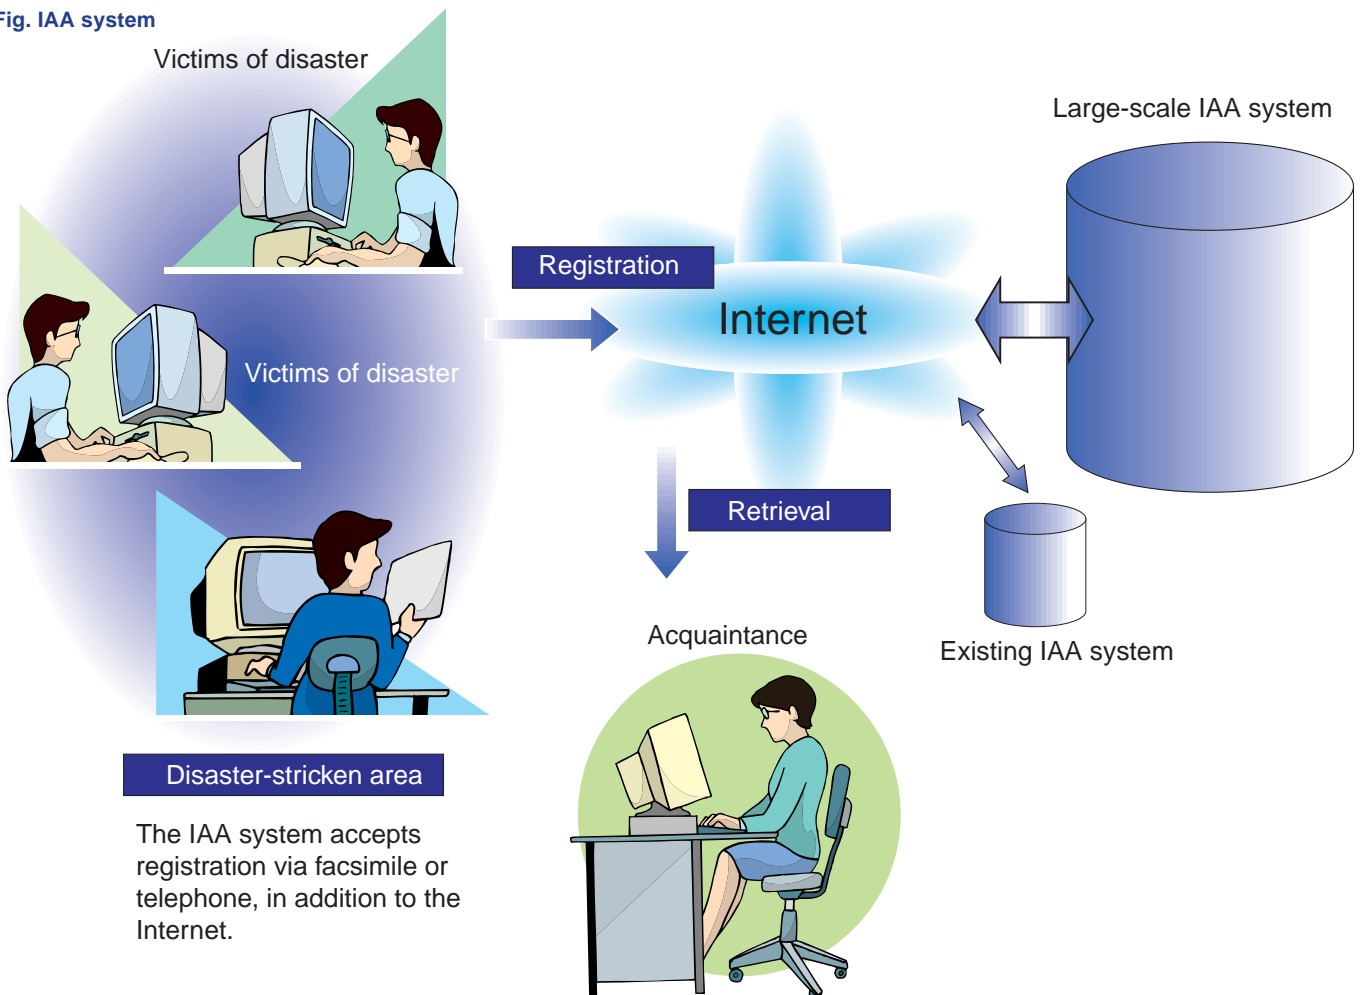 Fig. IAA system
Victims of disaster
Large-scale IAA system
Registration
Internet
Victims of disaster
Retrieval
Acquaintance
Existing IAA system
Disaster-stricken area
The IAA system accepts
registration via facsimile or
telephone, in addition to the
Internet.